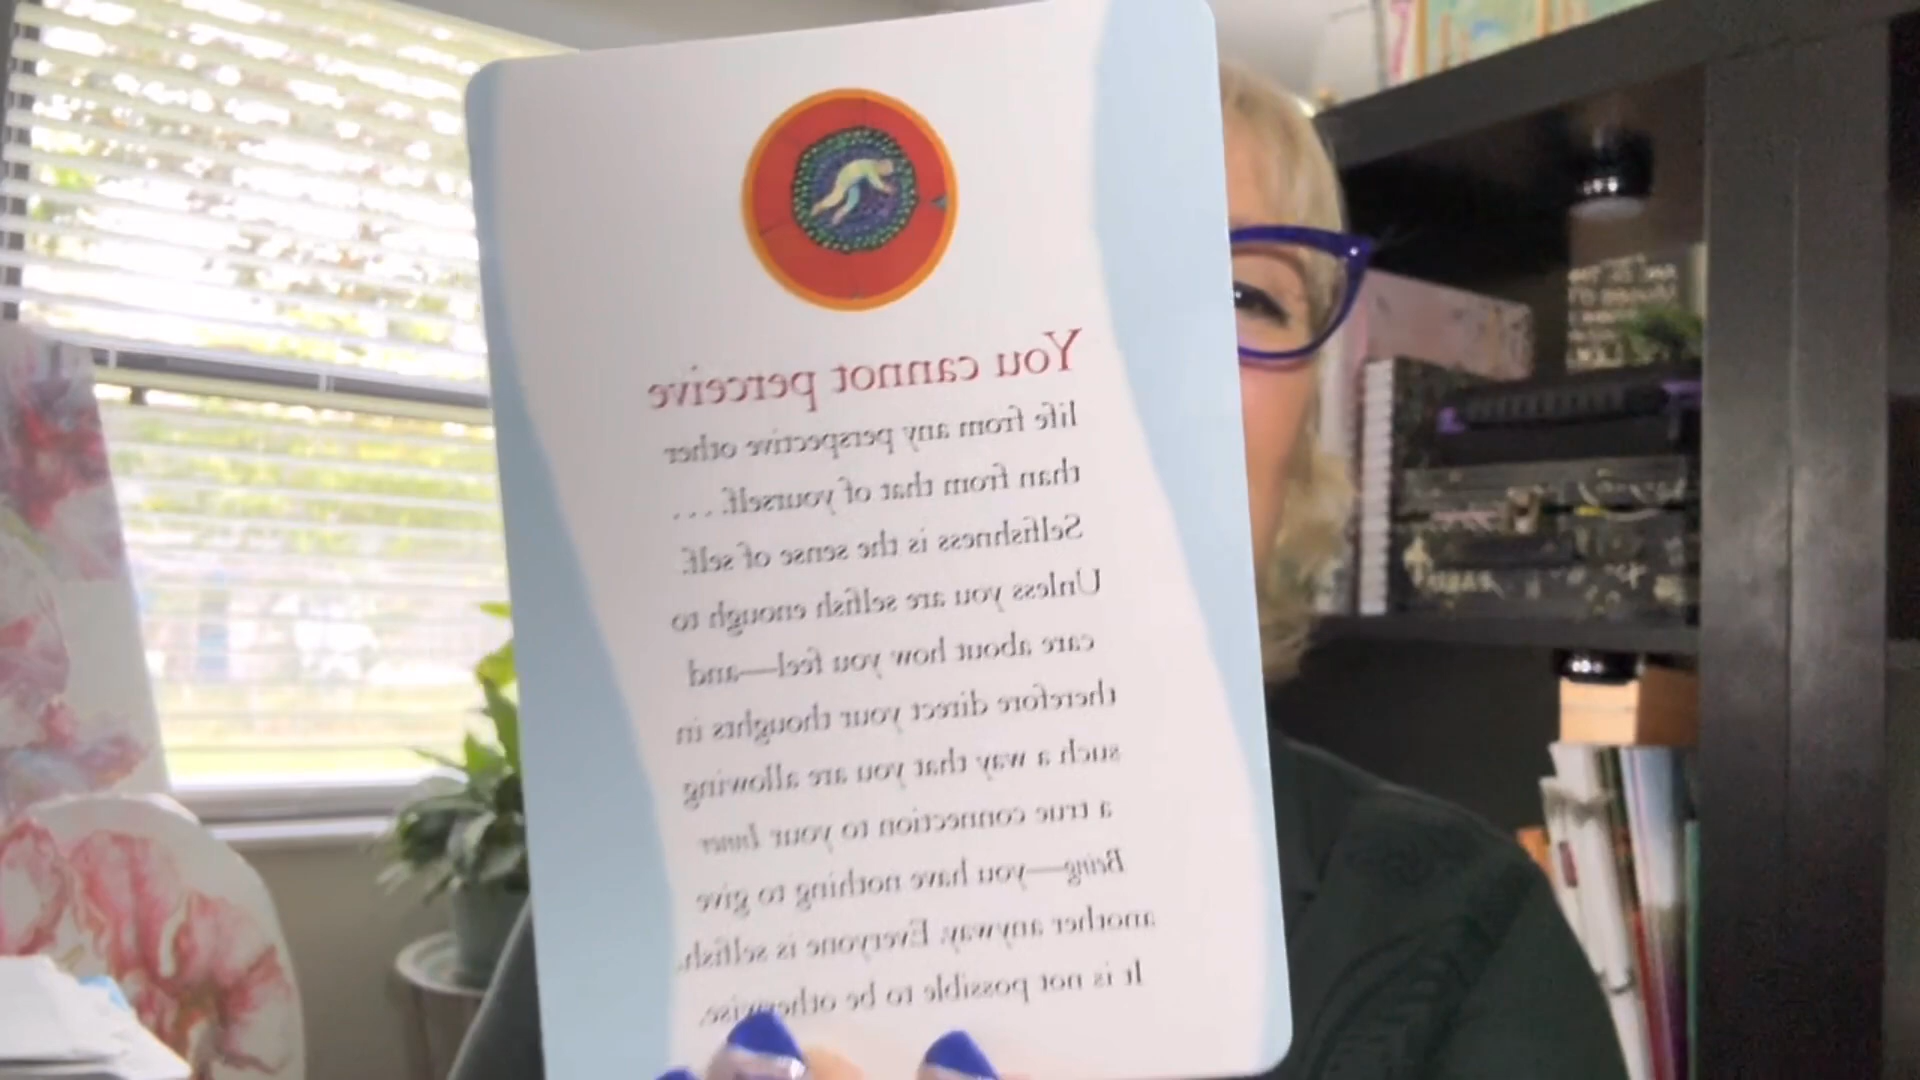 You cannot perceive
life from any perspective other
than from that of yourself. . . .
Selfishness is the sense of self.
Unless you are selfish enough to
care about how you feel—and
therefore direct your thoughts in
such a way that you are allowing
a true connection to your Inner
Being—you have nothing to give
another anyway. Everyone is selfish.
It is not possible to be otherwise.